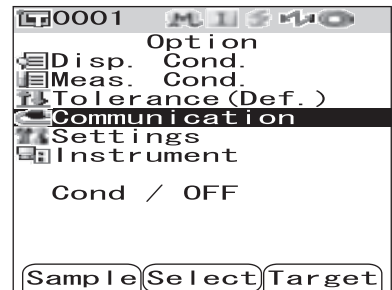 0001 M I S
Option
Disp. Cond.
Meas. Cond.
Tolerance(Def.)
Communication
Settings
Instrument
Cond / OFF
Sample Select Target